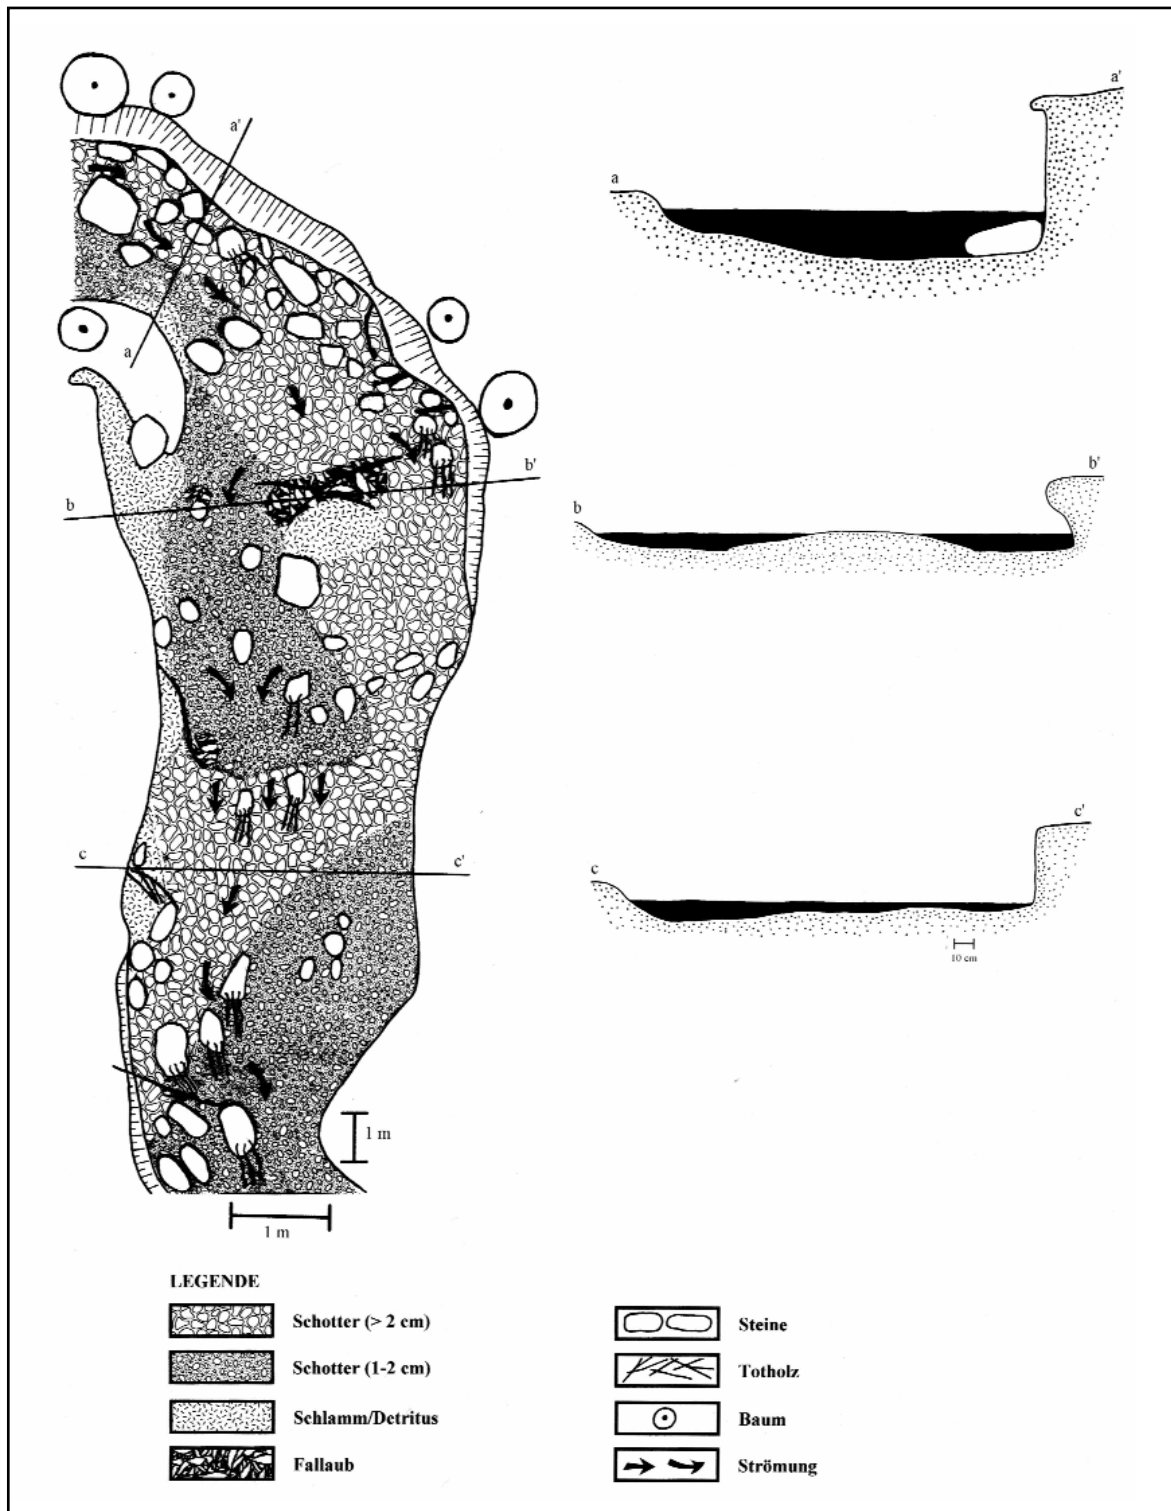 a'
a
b
b'
c
c'
1 m
1 m
a'
a
b'
b
c'
c
10 cm
LEGENDE
Schotter (> 2 cm)
Schotter (1-2 cm)
Schlamm/Detritus
Fallaub
Steine
Totholz
Baum
Strömung